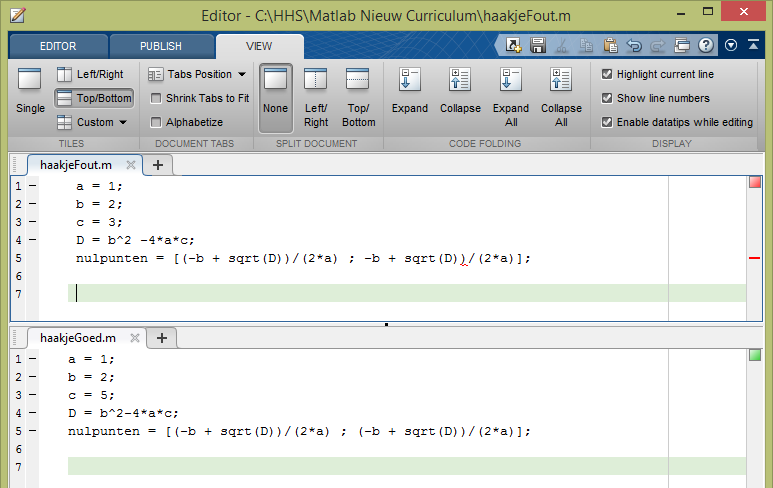 Editor - C:\HHS\Matlab Nieuw Curriculum\haakjeFout.m
EDITOR PUBLISH VIEW
Single
Left/Right
Top/Bottom
Custom
TILES
Tabs Position
Shrink Tabs to Fit
Alphabetize
DOCUMENT TABS
None
Left/
Right
Top/
Bottom
SPLIT DOCUMENT
Expand
Collapse
Expand
All
Collapse
All
CODE FOLDING
Highlight current line
Show line numbers
Enable datatips while editing
DISPLAY
haakjeFout.m
1 a = 1;
2 b = 2;
3 c = 3;
4 D = b^2 -4*a*c;
5 nulpunten = [(-b + sqrt(D))/(2*a) ; -b + sqrt(D))/(2*a)];
6
7
haakjeGoed.m
1 a = 1;
2 b = 2;
3 c = 5;
4 D = b^2-4*a*c;
5 nulpunten = [(-b + sqrt(D))/(2*a) ; (-b + sqrt(D))/(2*a)];
6
7